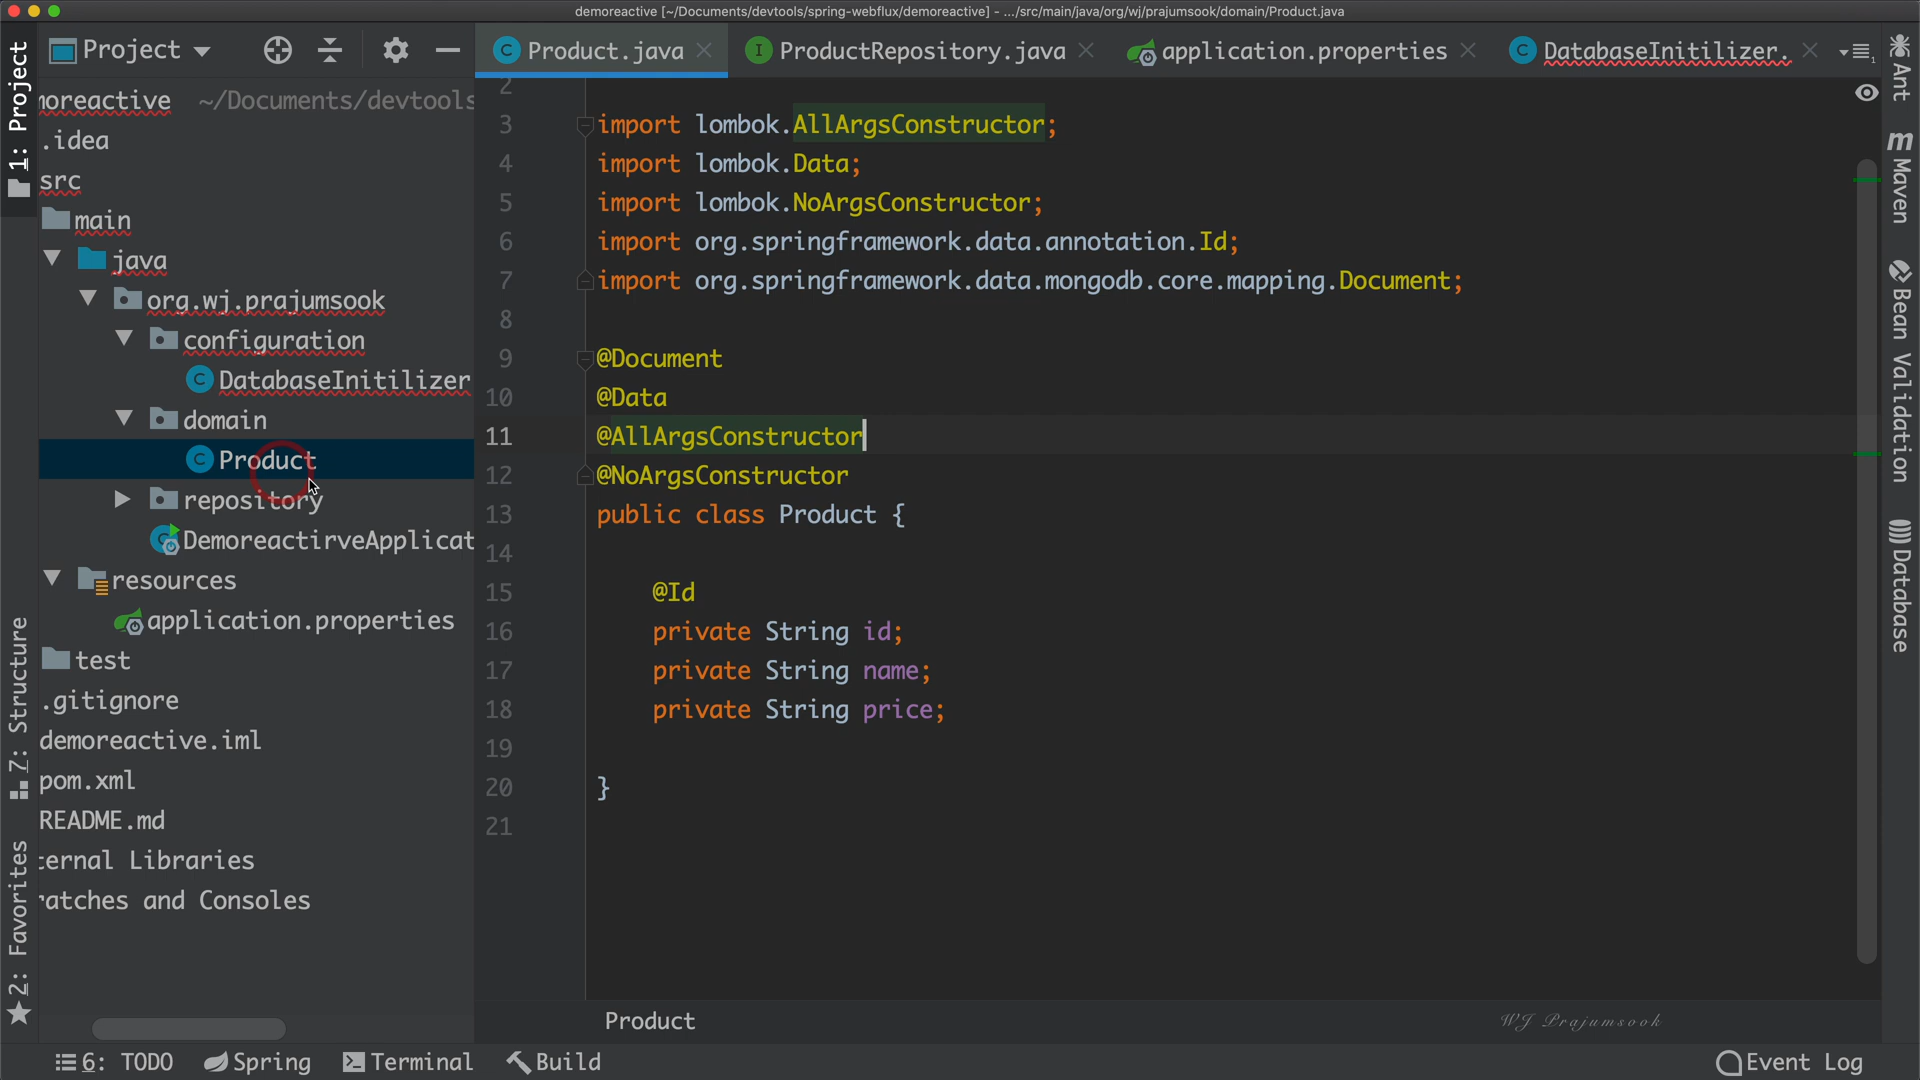 demoreactive [~/Documents/devtools/spring-webflux/demoreactive] - .../src/main/java/org/wj/prajumsook/domain/Product.java
Project
Product.java
ProductRepository.java
application.properties
DatabaseInitilizer.
1: Project
7: Structure
2: Favorites
moreactive ~/Documents/devtools
.idea
src
main
java
org.wj.prajumsook
configuration
DatabaseInitilizer
domain
Product
repository
DemoreactirveApplicat
resources
application.properties
test
.gitignore
demoreactive.iml
pom.xml
README.md
ternal Libraries
ratches and Consoles
2
3 import lombok.AllArgsConstructor;
4 import lombok.Data;
5 import lombok.NoArgsConstructor;
6 import org.springframework.data.annotation.Id;
7 import org.springframework.data.mongodb.core.mapping.Document;
8
9 @Document
10 @Data
11 @AllArgsConstructor
12 @NoArgsConstructor
13 public class Product {
14
15 @Id
16 private String id;
17 private String name;
18 private String price;
19
20 }
21
Product
WJ Prajumsook
Ant
Maven
Bean Validation
Database
6: TODO
Spring
Terminal
Build
Event Log